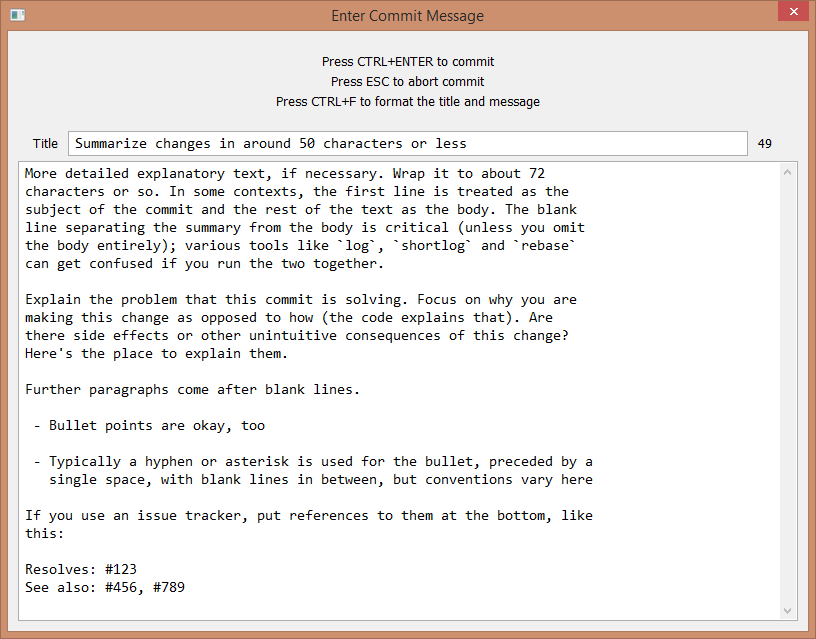 Enter Commit Message
Press CTRL+ENTER to commit
Press ESC to abort commit
Press CTRL+F to format the title and message
Title Summarize changes in around 50 characters or less 49
More detailed explanatory text, if necessary. Wrap it to about 72
characters or so. In some contexts, the first line is treated as the
subject of the commit and the rest of the text as the body. The blank
line separating the summary from the body is critical (unless you omit
the body entirely); various tools like `log`, `shortlog` and `rebase`
can get confused if you run the two together.
Explain the problem that this commit is solving. Focus on why you are
making this change as opposed to how (the code explains that). Are
there side effects or other unintuitive consequences of this change?
Here's the place to explain them.
Further paragraphs come after blank lines.
- Bullet points are okay, too
- Typically a hyphen or asterisk is used for the bullet, preceded by a
single space, with blank lines in between, but conventions vary here
If you use an issue tracker, put references to them at the bottom, like
this:
Resolves: #123
See also: #456, #789